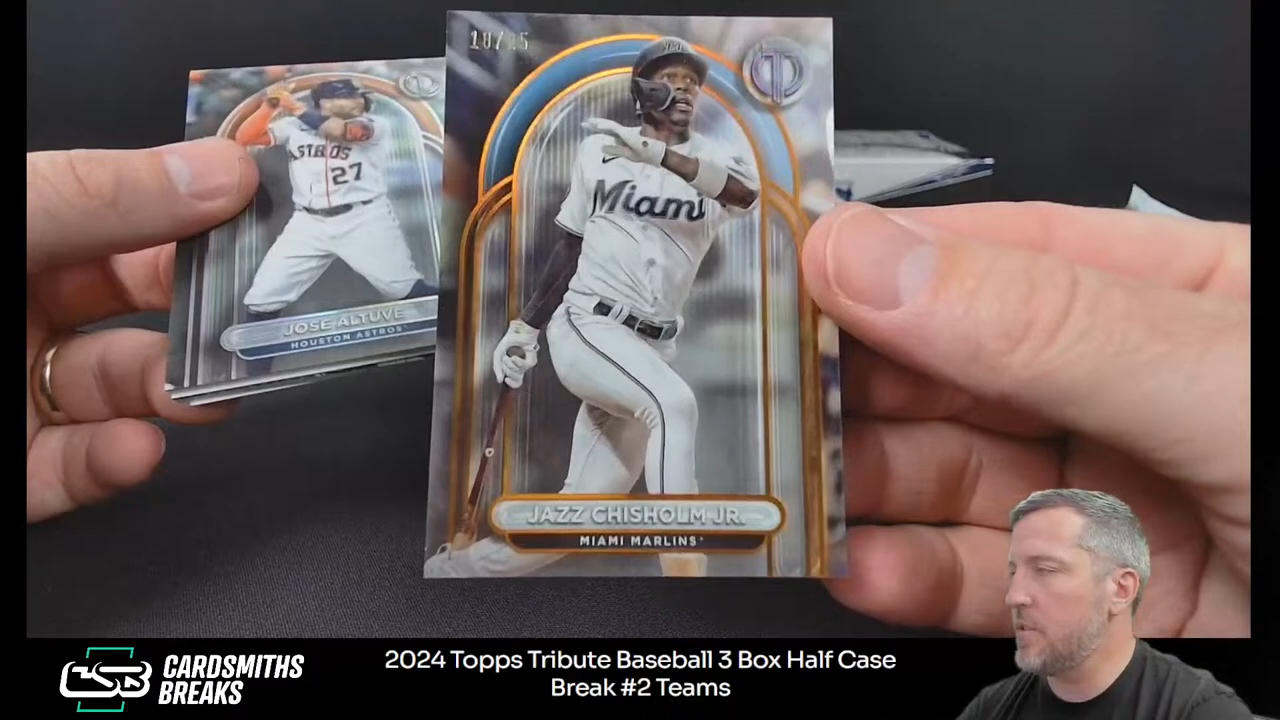 ASTROS
27
JOSE ALTUVE
HOUSTON ASTROS
Miami
JAZZ CHISHOLM JR.
MIAMI MARLINS
CSB
CARDSMITHS
BREAKS
2024 Topps Tribute Baseball 3 Box Half Case
Break #2 Teams